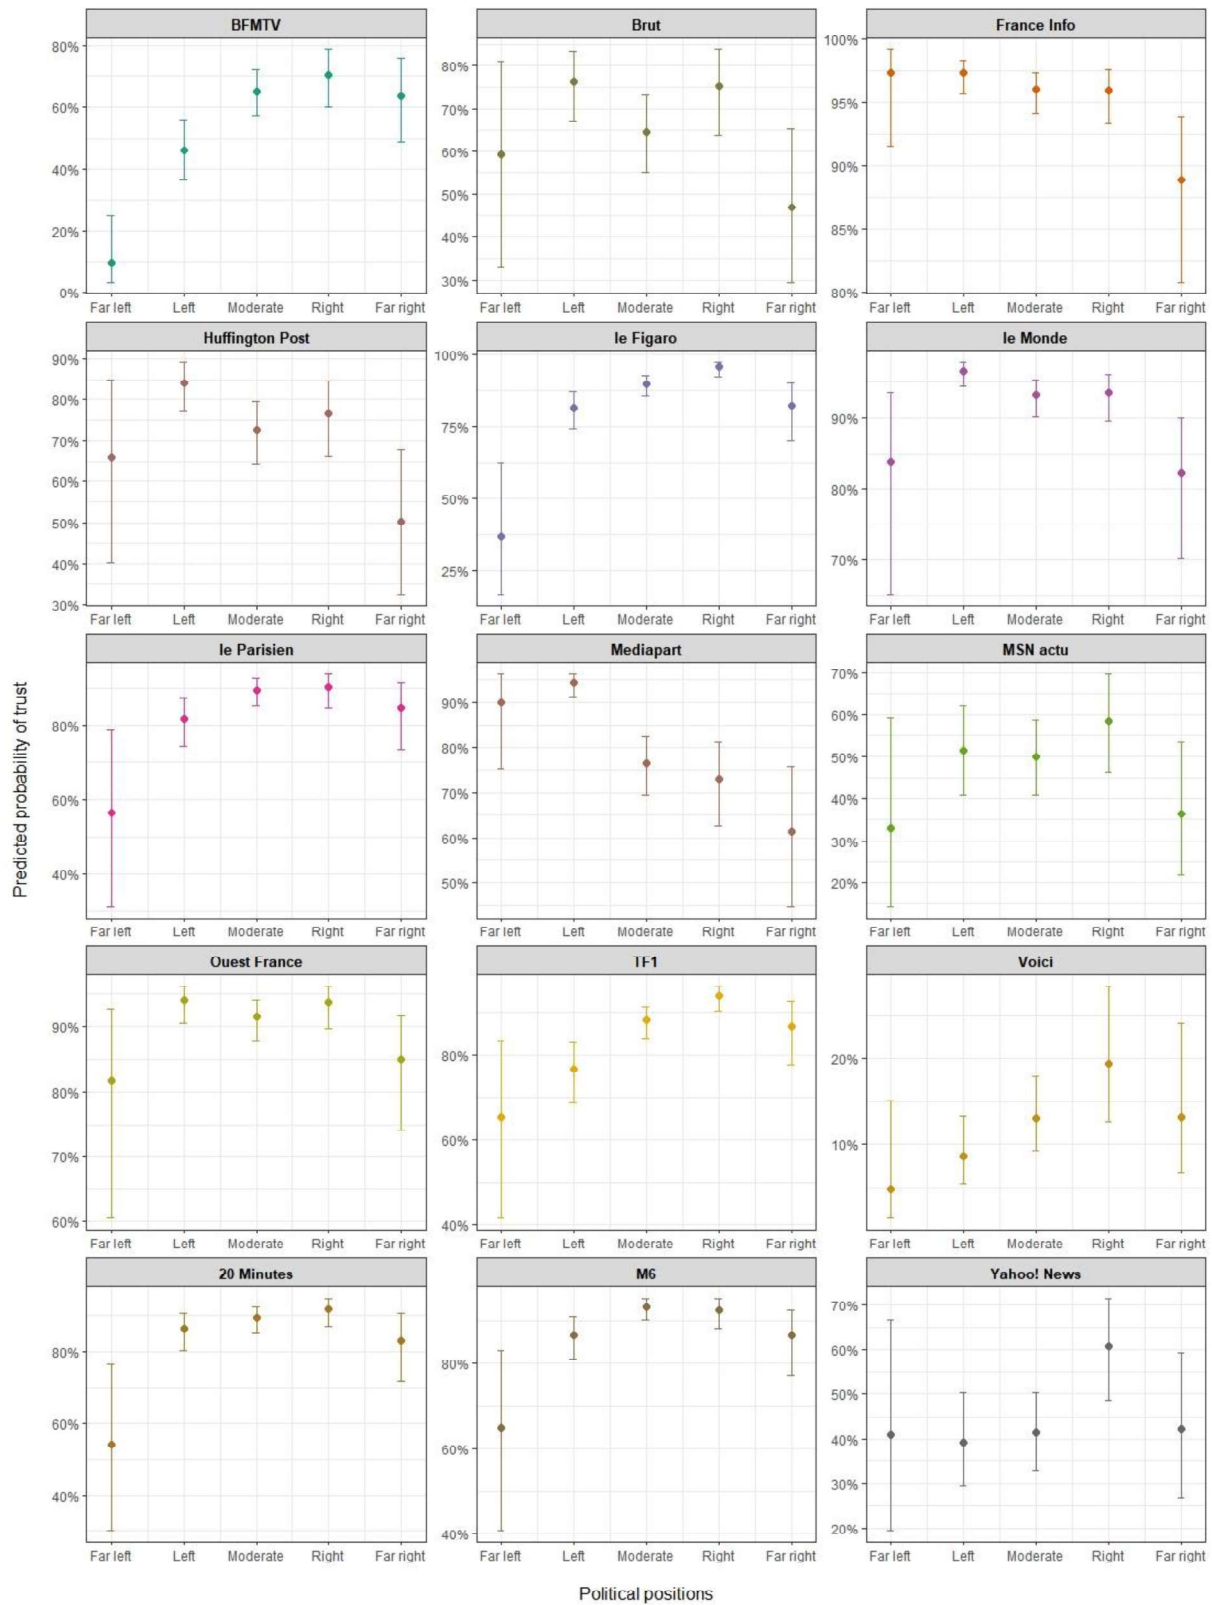 BFMTV
Brut
France Info
80%
60%
40%
20%
0%
80%
70%
60%
50%
40%
30%
100%
95%
90%
85%
80%
Far left Left Moderate Right Far right
Far left Left Moderate Right Far right
Far left Left Moderate Right Far right
Huffington Post
le Figaro
le Monde
90%
80%
70%
60%
50%
40%
30%
100%
75%
50%
25%
90%
80%
70%
Far left Left Moderate Right Far right
Far left Left Moderate Right Far right
Far left Left Moderate Right Far right
le Parisien
Mediapart
MSN actu
80%
60%
40%
90%
80%
70%
60%
50%
70%
60%
50%
40%
30%
20%
Far left Left Moderate Right Far right
Far left Left Moderate Right Far right
Far left Left Moderate Right Far right
Predicted probability of trust
Ouest France
TF1
Voici
90%
80%
70%
60%
80%
60%
40%
20%
10%
Far left Left Moderate Right Far right
Far left Left Moderate Right Far right
Far left Left Moderate Right Far right
20 Minutes
M6
Yahoo! News
80%
60%
40%
80%
60%
40%
70%
60%
50%
40%
30%
20%
Far left Left Moderate Right Far right
Far left Left Moderate Right Far right
Far left Left Moderate Right Far right
Political positions